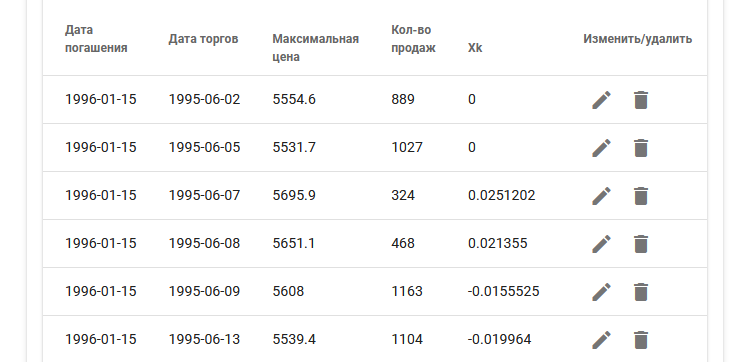 Дата погашения Дата торгов Максимальная цена Кол-во продаж Xk Изменить/удалить
1996-01-15 1995-06-02 5554.6 889 0
1996-01-15 1995-06-05 5531.7 1027 0
1996-01-15 1995-06-07 5695.9 324 0.0251202
1996-01-15 1995-06-08 5651.1 468 0.021355
1996-01-15 1995-06-09 5608 1163 -0.0155525
1996-01-15 1995-06-13 5539.4 1104 -0.019964